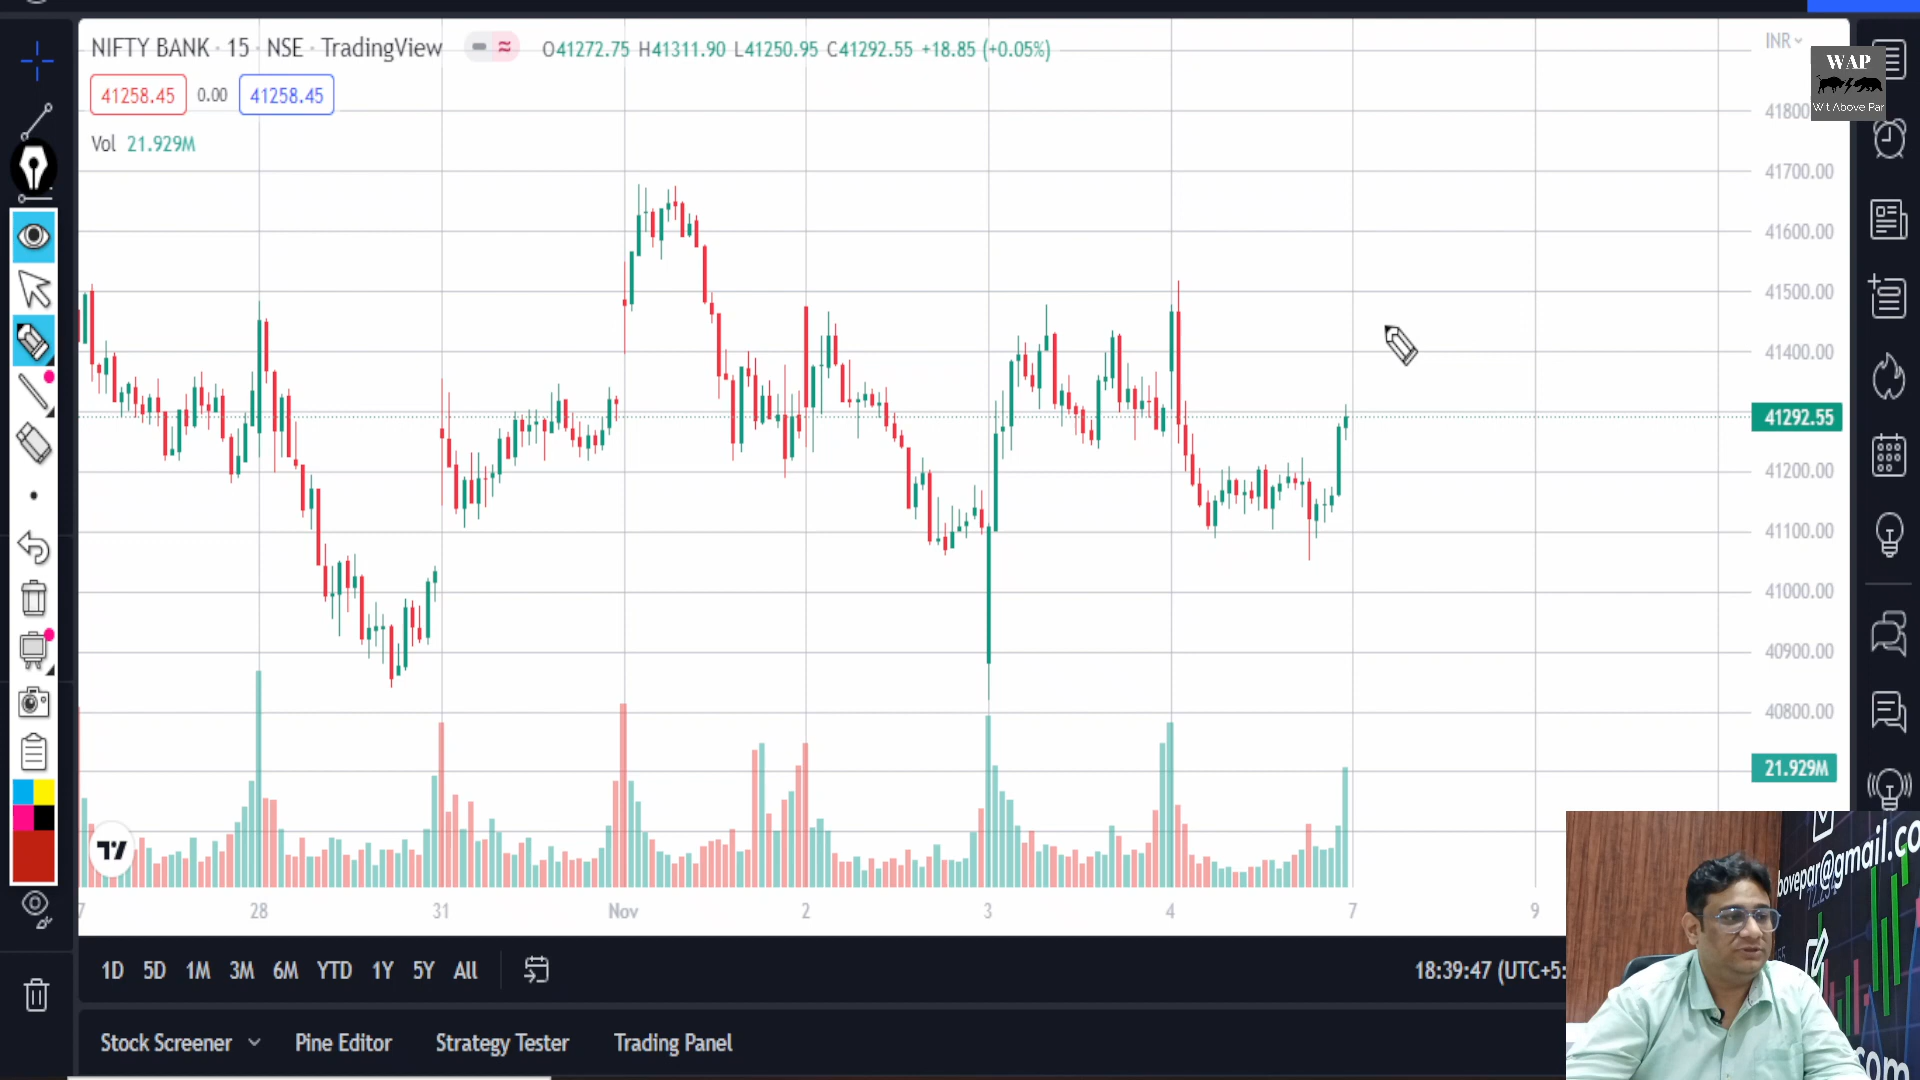 NIFTY BANK · 15 · NSE · TradingView
O41272.75 H41311.90 L41250.95 C41292.55 +18.85 (+0.05%)
INR
41258.45 0.00 41258.45
Vol 21.929M
WAP
41800
41700.00
41600.00
41500.00
41400.00
41292.55
41200.00
41100.00
41000.00
40900.00
40800.00
21.929M
7 28 31 Nov 2 3 4 7 9
1D 5D 1M 3M 6M YTD 1Y 5Y All
18:39:47 (UTC+5:
Stock Screener Pine Editor Strategy Tester Trading Panel
bovepar@gmail.co
com